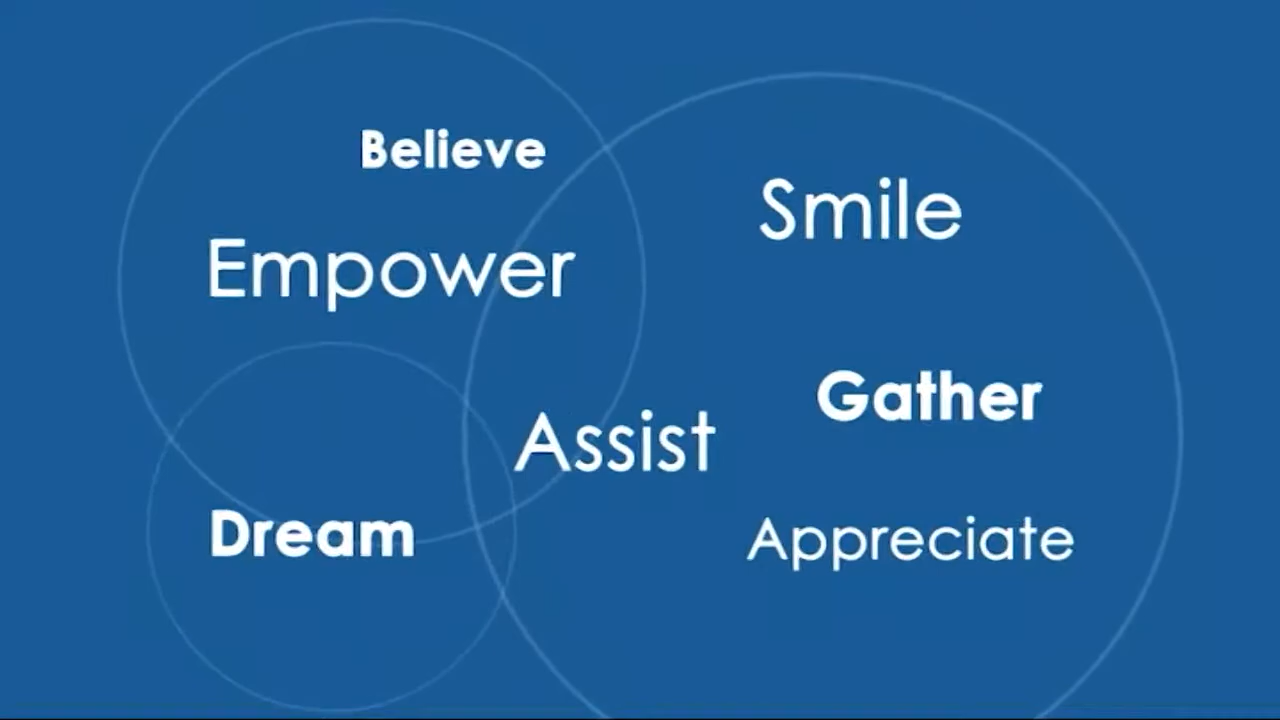 Believe
Smile
Empower
Gather
Assist
Dream
Appreciate